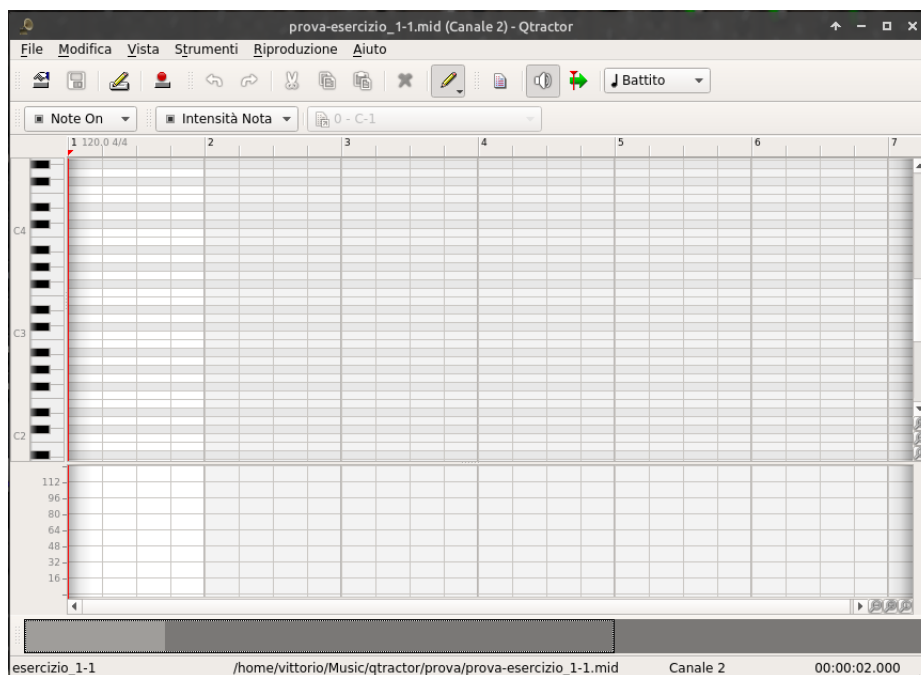 prova-esercizio_1-1.mid (Canale 2) - Qtractor
File Modifica Vista Strumenti Riproduzione Aiuto
Battito
Note On Intensità Nota 0 - C-1
1 120,0 4/4 2 3 4 5 6 7
C4
C3
C2
112
96
80
64
48
32
16
esercizio_1-1 /home/vittorio/Music/qtractor/prova/prova-esercizio_1-1.mid Canale 2 00:00:02.000